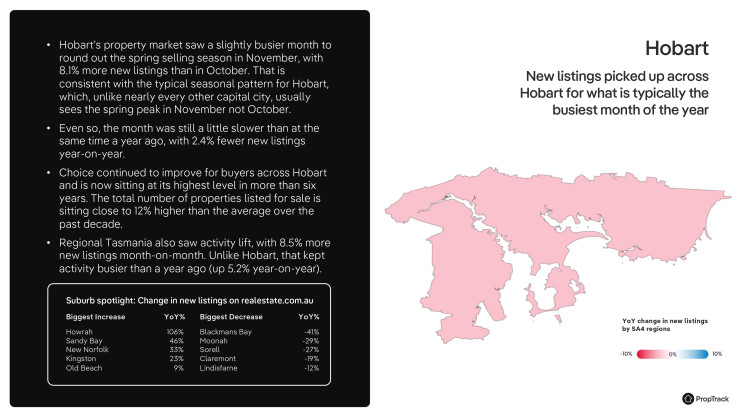 • Hobart's property market saw a slightly busier month to
round out the spring selling season in November, with
8.1% more new listings than in October. That is
consistent with the typical seasonal pattern for Hobart,
which, unlike nearly every other capital city, usually
sees the spring peak in November not October.
• Even so, the month was still a little slower than at the
same time a year ago, with 2.4% fewer new listings
year-on-year.
• Choice continued to improve for buyers across Hobart
and is now sitting at its highest level in more than six
years. The total number of properties listed for sale is
sitting close to 12% higher than the average over the
past decade.
• Regional Tasmania also saw activity lift, with 8.5% more
new listings month-on-month. Unlike Hobart, that kept
activity busier than a year ago (up 5.2% year-on-year).
Suburb spotlight: Change in new listings on realestate.com.au
Biggest Increase YoY% Biggest Decrease YoY%
Howrah 106% Blackmans Bay -41%
Sandy Bay 46% Moonah -29%
New Norfolk 33% Sorell -27%
Kingston 23% Claremont -19%
Old Beach 9% Lindisfarne -12%
Hobart
New listings picked up across
Hobart for what is typically the
busiest month of the year
YoY change in new listings
by SA4 regions
-10% 0% 10%
PropTrack